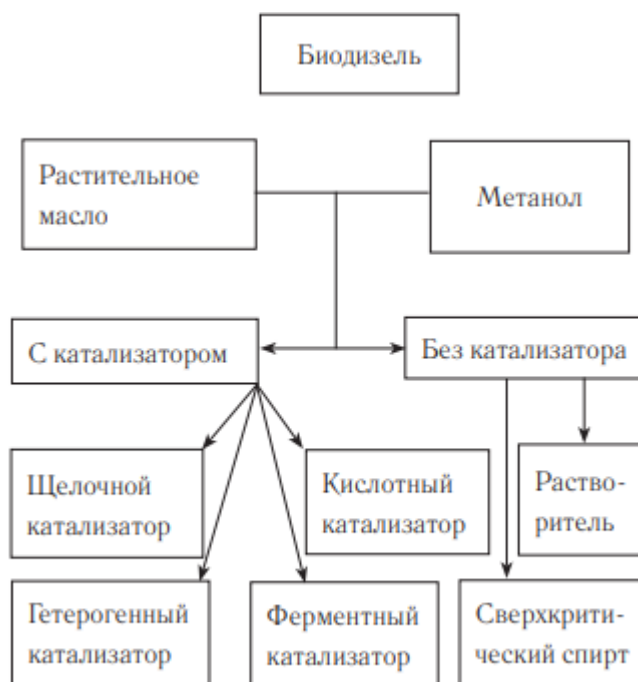 Биодизель
Растительное
масло
Метанол
С катализатором
Без катализатора
Щелочной
катализатор
Кислотный
катализатор
Раство-
ритель
Гетерогенный
катализатор
Ферментный
катализатор
Сверхкрити-
ческий спирт